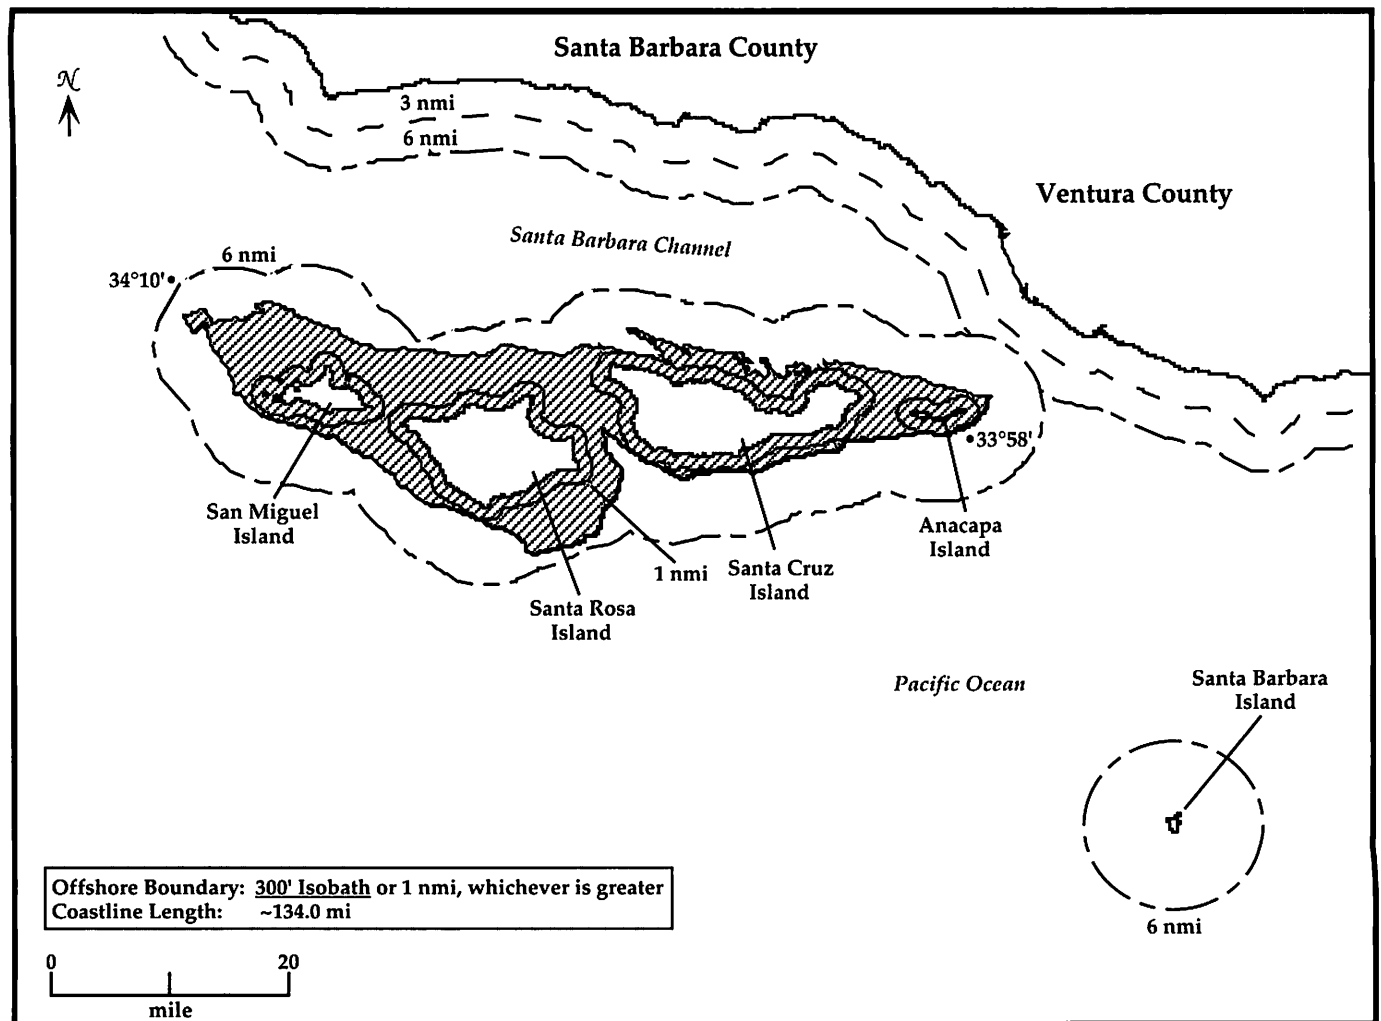 Santa Barbara County
N
3 nmi
6 nmi
Ventura County
Santa Barbara Channel
6 nmi
34°10'
33°58'
San Miguel
Island
Anacapa
Island
1 nmi
Santa Cruz
Island
Santa Rosa
Island
Pacific Ocean
Santa Barbara
Island
Offshore Boundary: 300' Isobath or 1 nmi, whichever is greater
Coastline Length: ~134.0 mi
6 nmi
0 20
mile